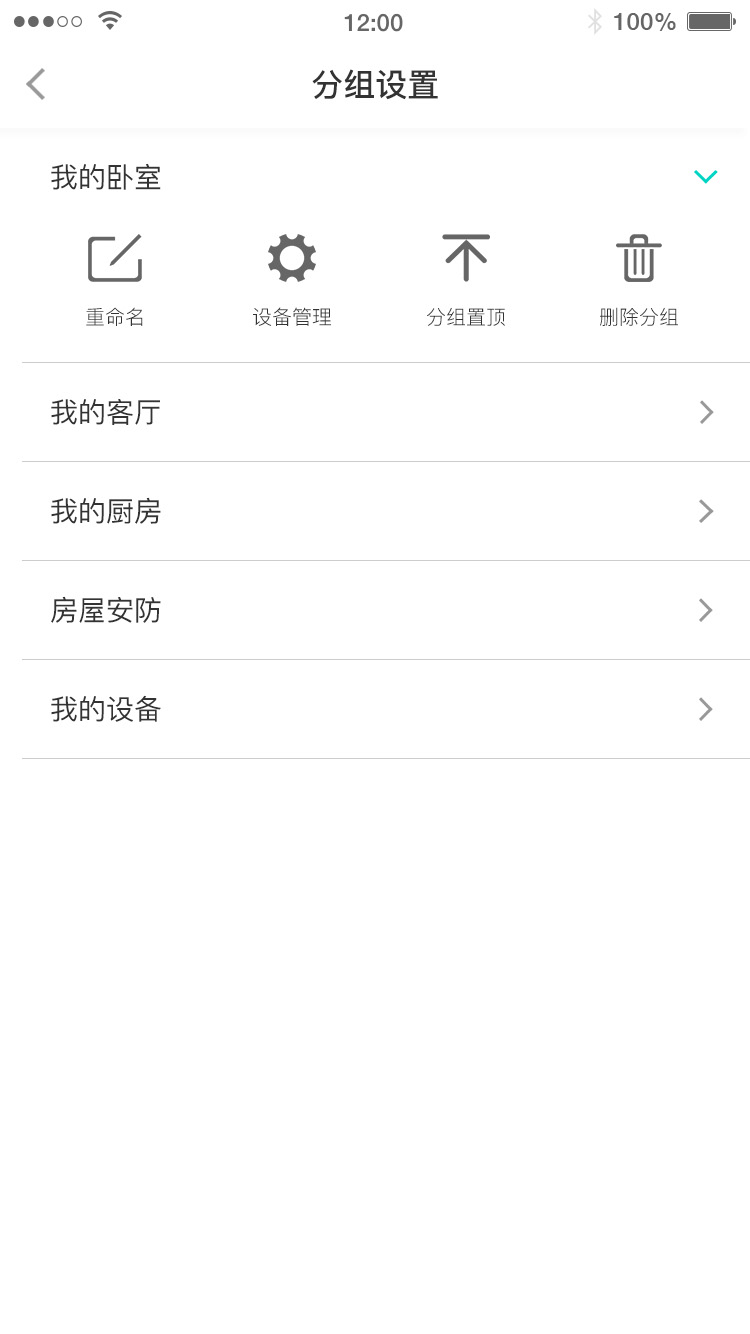 12:00 100%
分组设置
我的卧室
重命名 设备管理 分组置顶 删除分组
我的客厅
我的厨房
房屋安防
我的设备